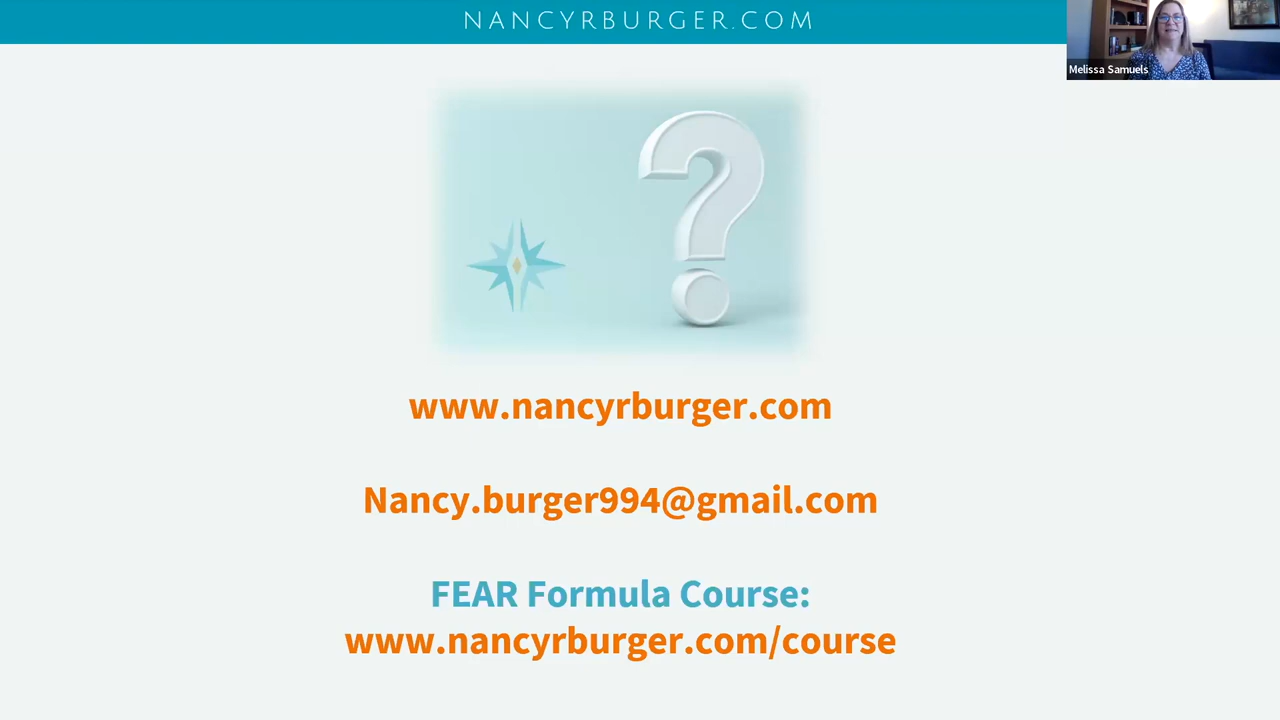 NANCYRBURGER.COM
Melissa Samuels
www.nancyrburger.com
Nancy.burger994@gmail.com
FEAR Formula Course:
www.nancyrburger.com/course